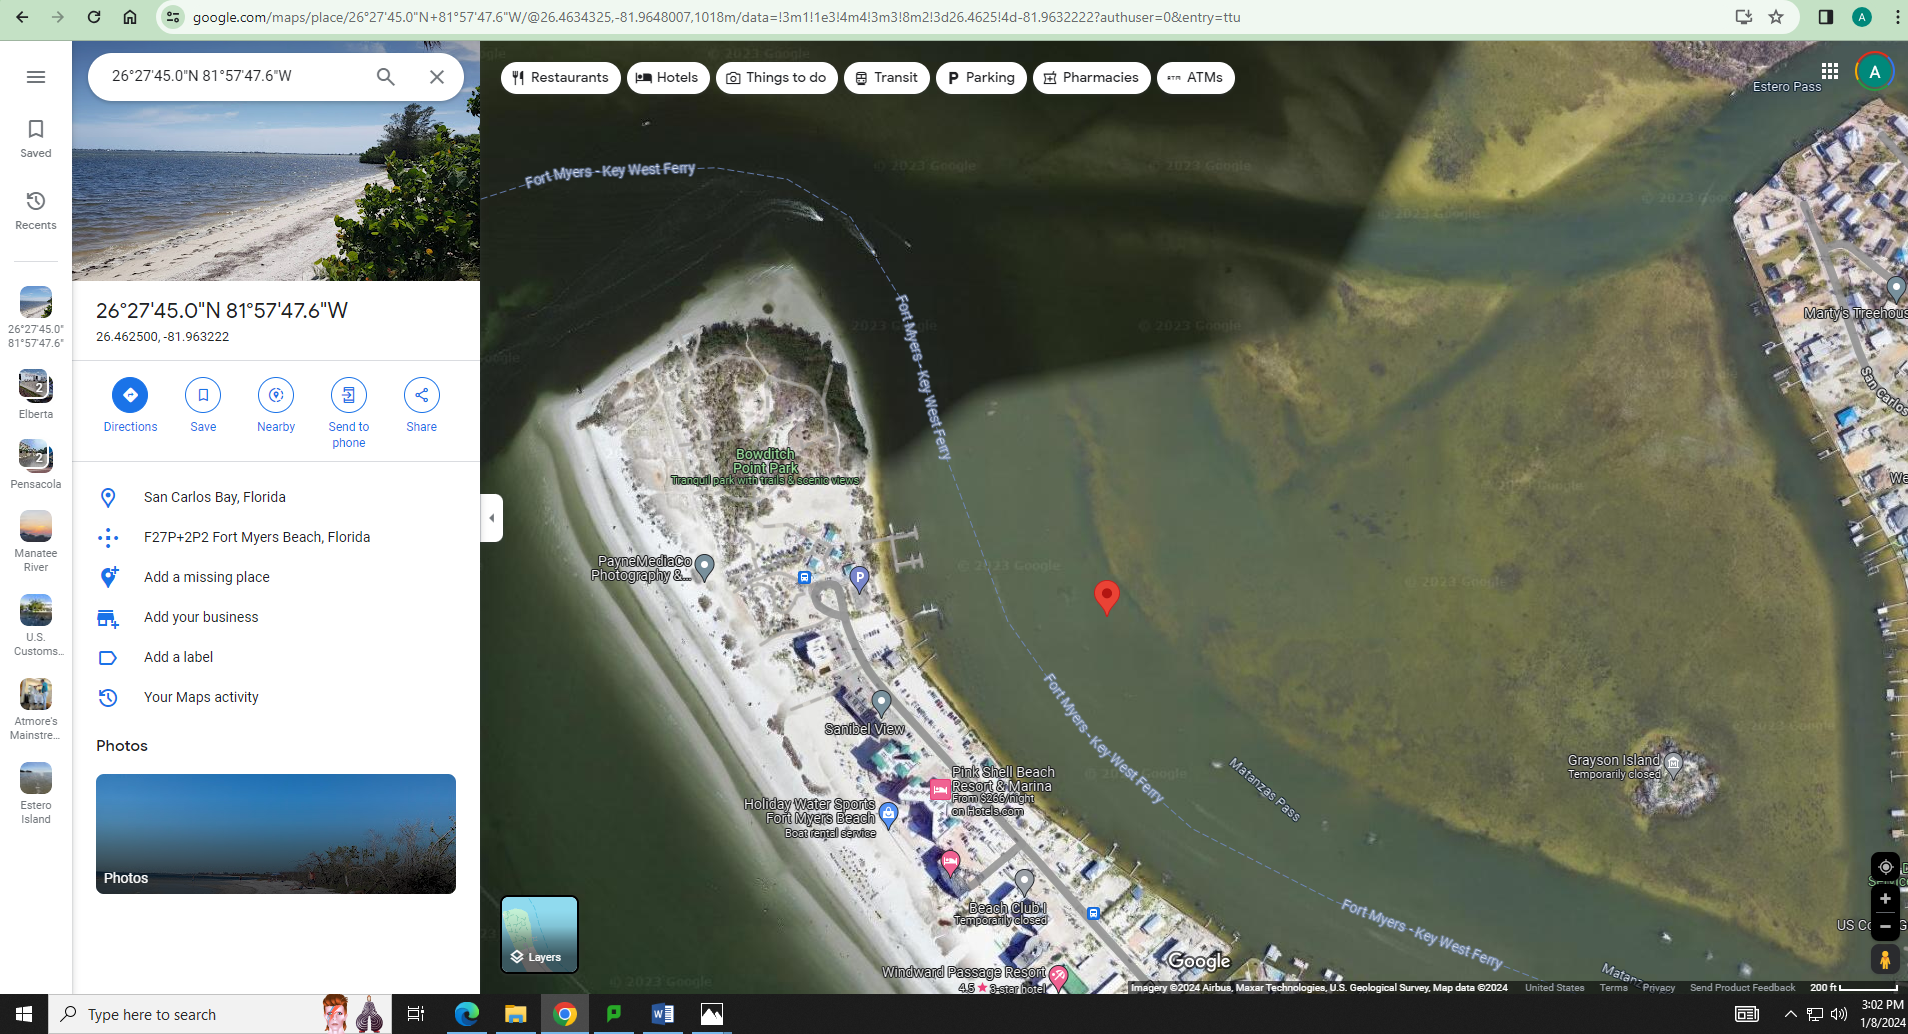 google.com/maps/place/26°27'45.0"N+81°57'47.6"W/@26.4634325,-81.9648007,1018m/data=!3m1!1e3!4m4!3m3!8m2!3d26.4625!4d-81.9632222?authuser=0&entry=ttu
A
26°27'45.0"N 81°57'47.6"W
Restaurants
Hotels
Things to do
Transit
P Parking
Pharmacies
ATM ATMs
A
Estero Pass
Saved
Recents
26°27'45.0"
81°57'47.6"
2
Elberta
2
Pensacola
Manatee
River
U.S.
Customs...
Atmore's
Mainstre...
Estero
Island
26°27'45.0"N 81°57'47.6"W
26.462500, -81.963222
Directions
Save
Nearby
Send to
phone
Share
San Carlos Bay, Florida
F27P+2P2 Fort Myers Beach, Florida
Add a missing place
Add your business
Add a label
Your Maps activity
Photos
Photos
Fort Myers - Key West Ferry
Fort Myers - Key West Ferry
© 2023 Google
Marty's Treehous
San Carlos
Bowditch
Point Park
Tranquil park with trails & scenic views
PayneMediaCo
Photography &...
P
We
Sanibel View
Fort Myers - Key West Ferry
Matanzas Pass
Grayson Island
Temporarily closed
Pink Shell Beach
Resort & Marina
From $266/night
on Hotels.com
Holiday Water Sports
Fort Myers Beach
Boat rental service
Beach Club I
Temporarily closed
Fort Myers - Key West Ferry
Matanz
US Co
G
Windward Passage Resort
4.5 ★ 3-star hotel
Layers
Google
Imagery ©2024 Airbus, Maxar Technologies, U.S. Geological Survey, Map data ©2024
United States
Terms
Privacy
Send Product Feedback
200 ft
Type here to search
3:02 PM
1/8/2024